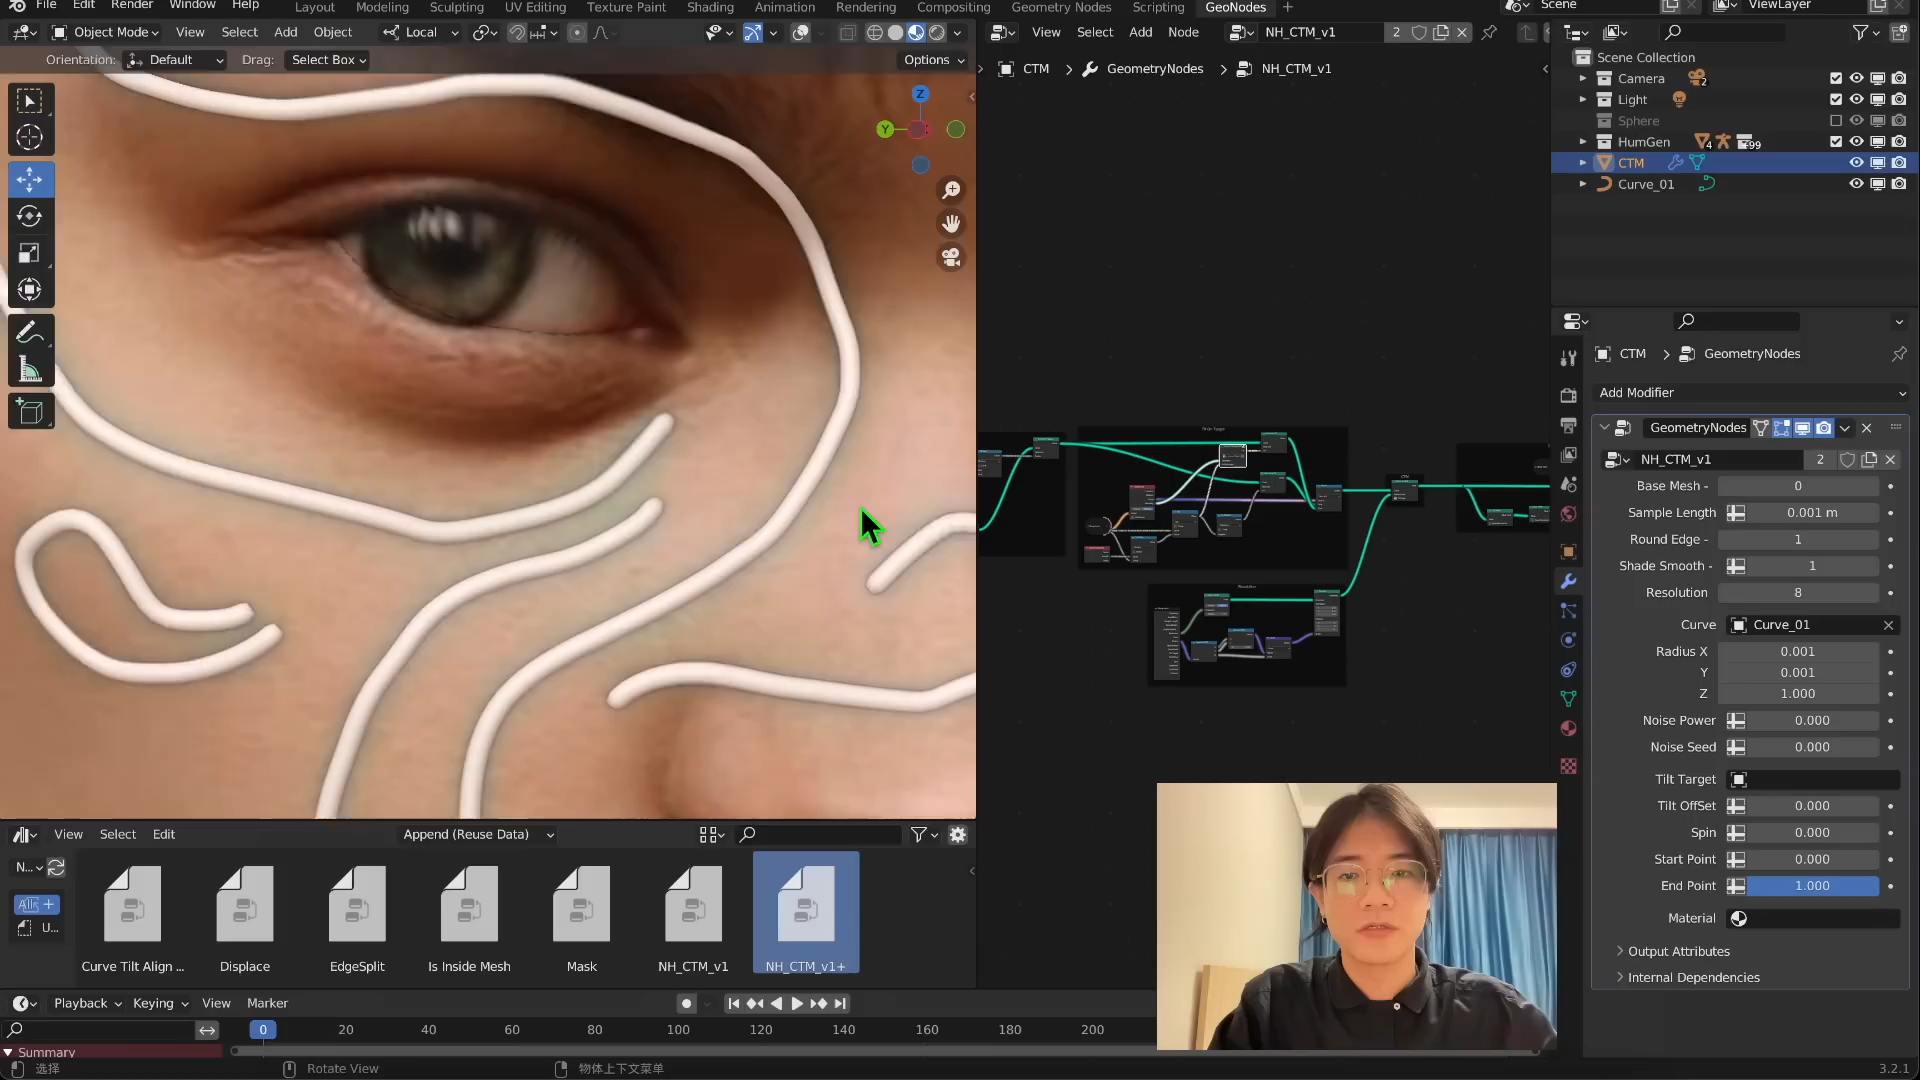 File Edit Render Window Help Layout Modeling Sculpting UV Editing Texture Paint Shading Animation Rendering Compositing Geometry Nodes Scripting GeoNodes + Scene ViewLayer
Object Mode View Select Add Object Local View Select Add Node NH_CTM_v1 2
Orientation: Default Drag: Select Box Options CTM > GeometryNodes > NH_CTM_v1
Scene Collection
Camera 2
Light
Sphere
HumGen 4 99
CTM
Curve_01
Z
Y
CTM > GeometryNodes
Add Modifier
GeometryNodes
NH_CTM_v1 2
Base Mesh - 0
Sample Length 0.001 m
Round Edge - 1
Shade Smooth - 1
Resolution 8
Curve Curve_01
Radius X 0.001
Y 0.001
Z 1.000
Noise Power 0.000
Noise Seed 0.000
Tilt Target
Tilt OffSet 0.000
Spin 0.000
Start Point 0.000
End Point 1.000
Material
Output Attributes
Internal Dependencies
View Select Edit Append (Reuse Data)
N...
All +
U...
Curve Tilt Align ... Displace EdgeSplit Is Inside Mesh Mask NH_CTM_v1 NH_CTM_v1+
Playback Keying View Marker
0 20 40 60 80 100 120 140 160 180 200
Summary
选择 Rotate View 物体上下文菜单 3.2.1